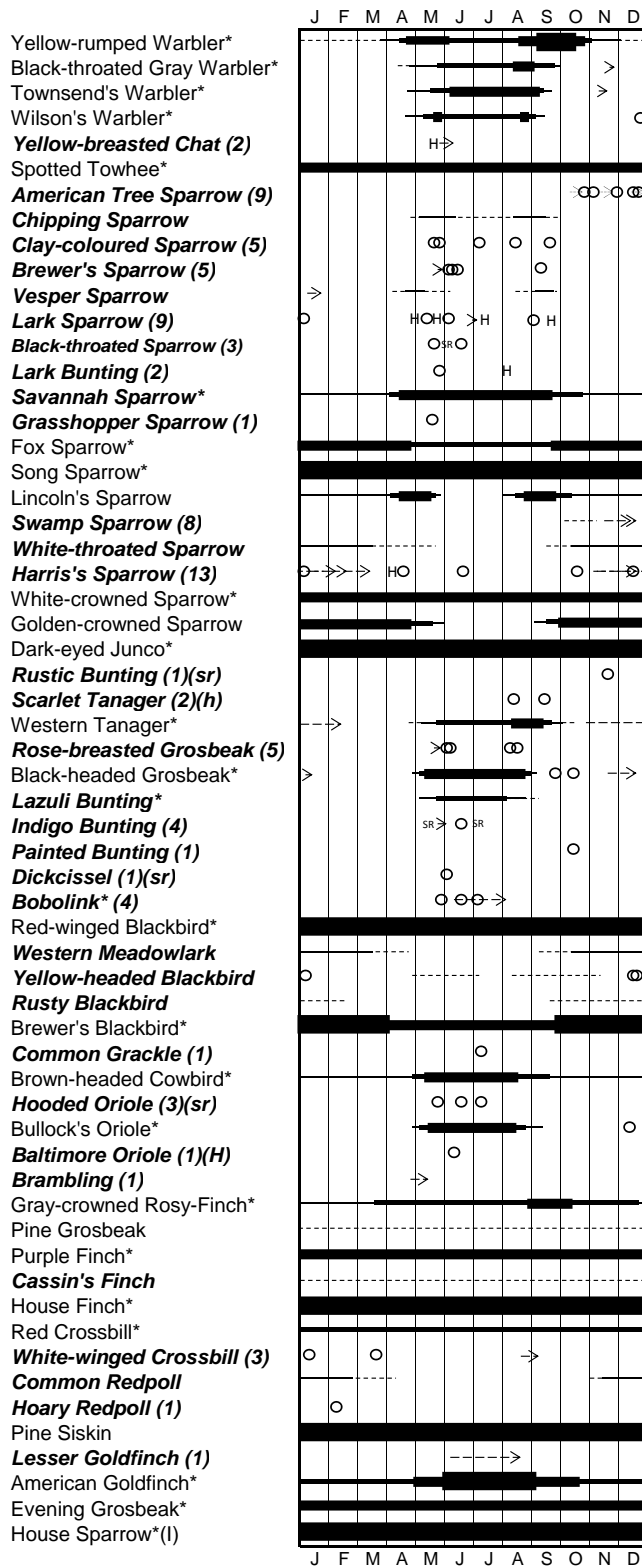 J F M A M J J A S O N D
Yellow-rumped Warbler*
Black-throated Gray Warbler*
Townsend's Warbler*
Wilson's Warbler*
Yellow-breasted Chat (2) H
Spotted Towhee*
American Tree Sparrow (9)
Chipping Sparrow
Clay-coloured Sparrow (5)
Brewer's Sparrow (5)
Vesper Sparrow
Lark Sparrow (9) H H H H
Black-throated Sparrow (3) SR
Lark Bunting (2) H
Savannah Sparrow*
Grasshopper Sparrow (1)
Fox Sparrow*
Song Sparrow*
Lincoln's Sparrow
Swamp Sparrow (8)
White-throated Sparrow
Harris's Sparrow (13) H
White-crowned Sparrow*
Golden-crowned Sparrow
Dark-eyed Junco*
Rustic Bunting (1)(sr)
Scarlet Tanager (2)(h)
Western Tanager*
Rose-breasted Grosbeak (5)
Black-headed Grosbeak*
Lazuli Bunting*
Indigo Bunting (4) SR SR
Painted Bunting (1)
Dickcissel (1)(sr)
Bobolink* (4)
Red-winged Blackbird*
Western Meadowlark
Yellow-headed Blackbird
Rusty Blackbird
Brewer's Blackbird*
Common Grackle (1)
Brown-headed Cowbird*
Hooded Oriole (3)(sr)
Bullock's Oriole*
Baltimore Oriole (1)(H)
Brambling (1)
Gray-crowned Rosy-Finch*
Pine Grosbeak
Purple Finch*
Cassin's Finch
House Finch*
Red Crossbill*
White-winged Crossbill (3)
Common Redpoll
Hoary Redpoll (1)
Pine Siskin
Lesser Goldfinch (1)
American Goldfinch*
Evening Grosbeak*
House Sparrow*(I)
J F M A M J J A S O N D